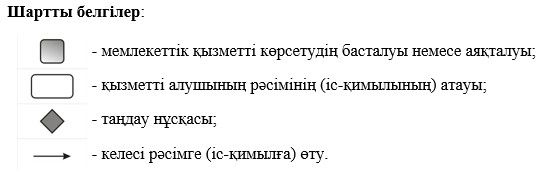 Шартты белгілер:
- мемлекеттік қызметті көрсетудің басталуы немесе аяқталуы;
- қызметті алушының рәсімінің (іс-қимылының) атауы;
- таңдау нұсқасы;
- келесі рәсімге (іс-қимылға) өту.